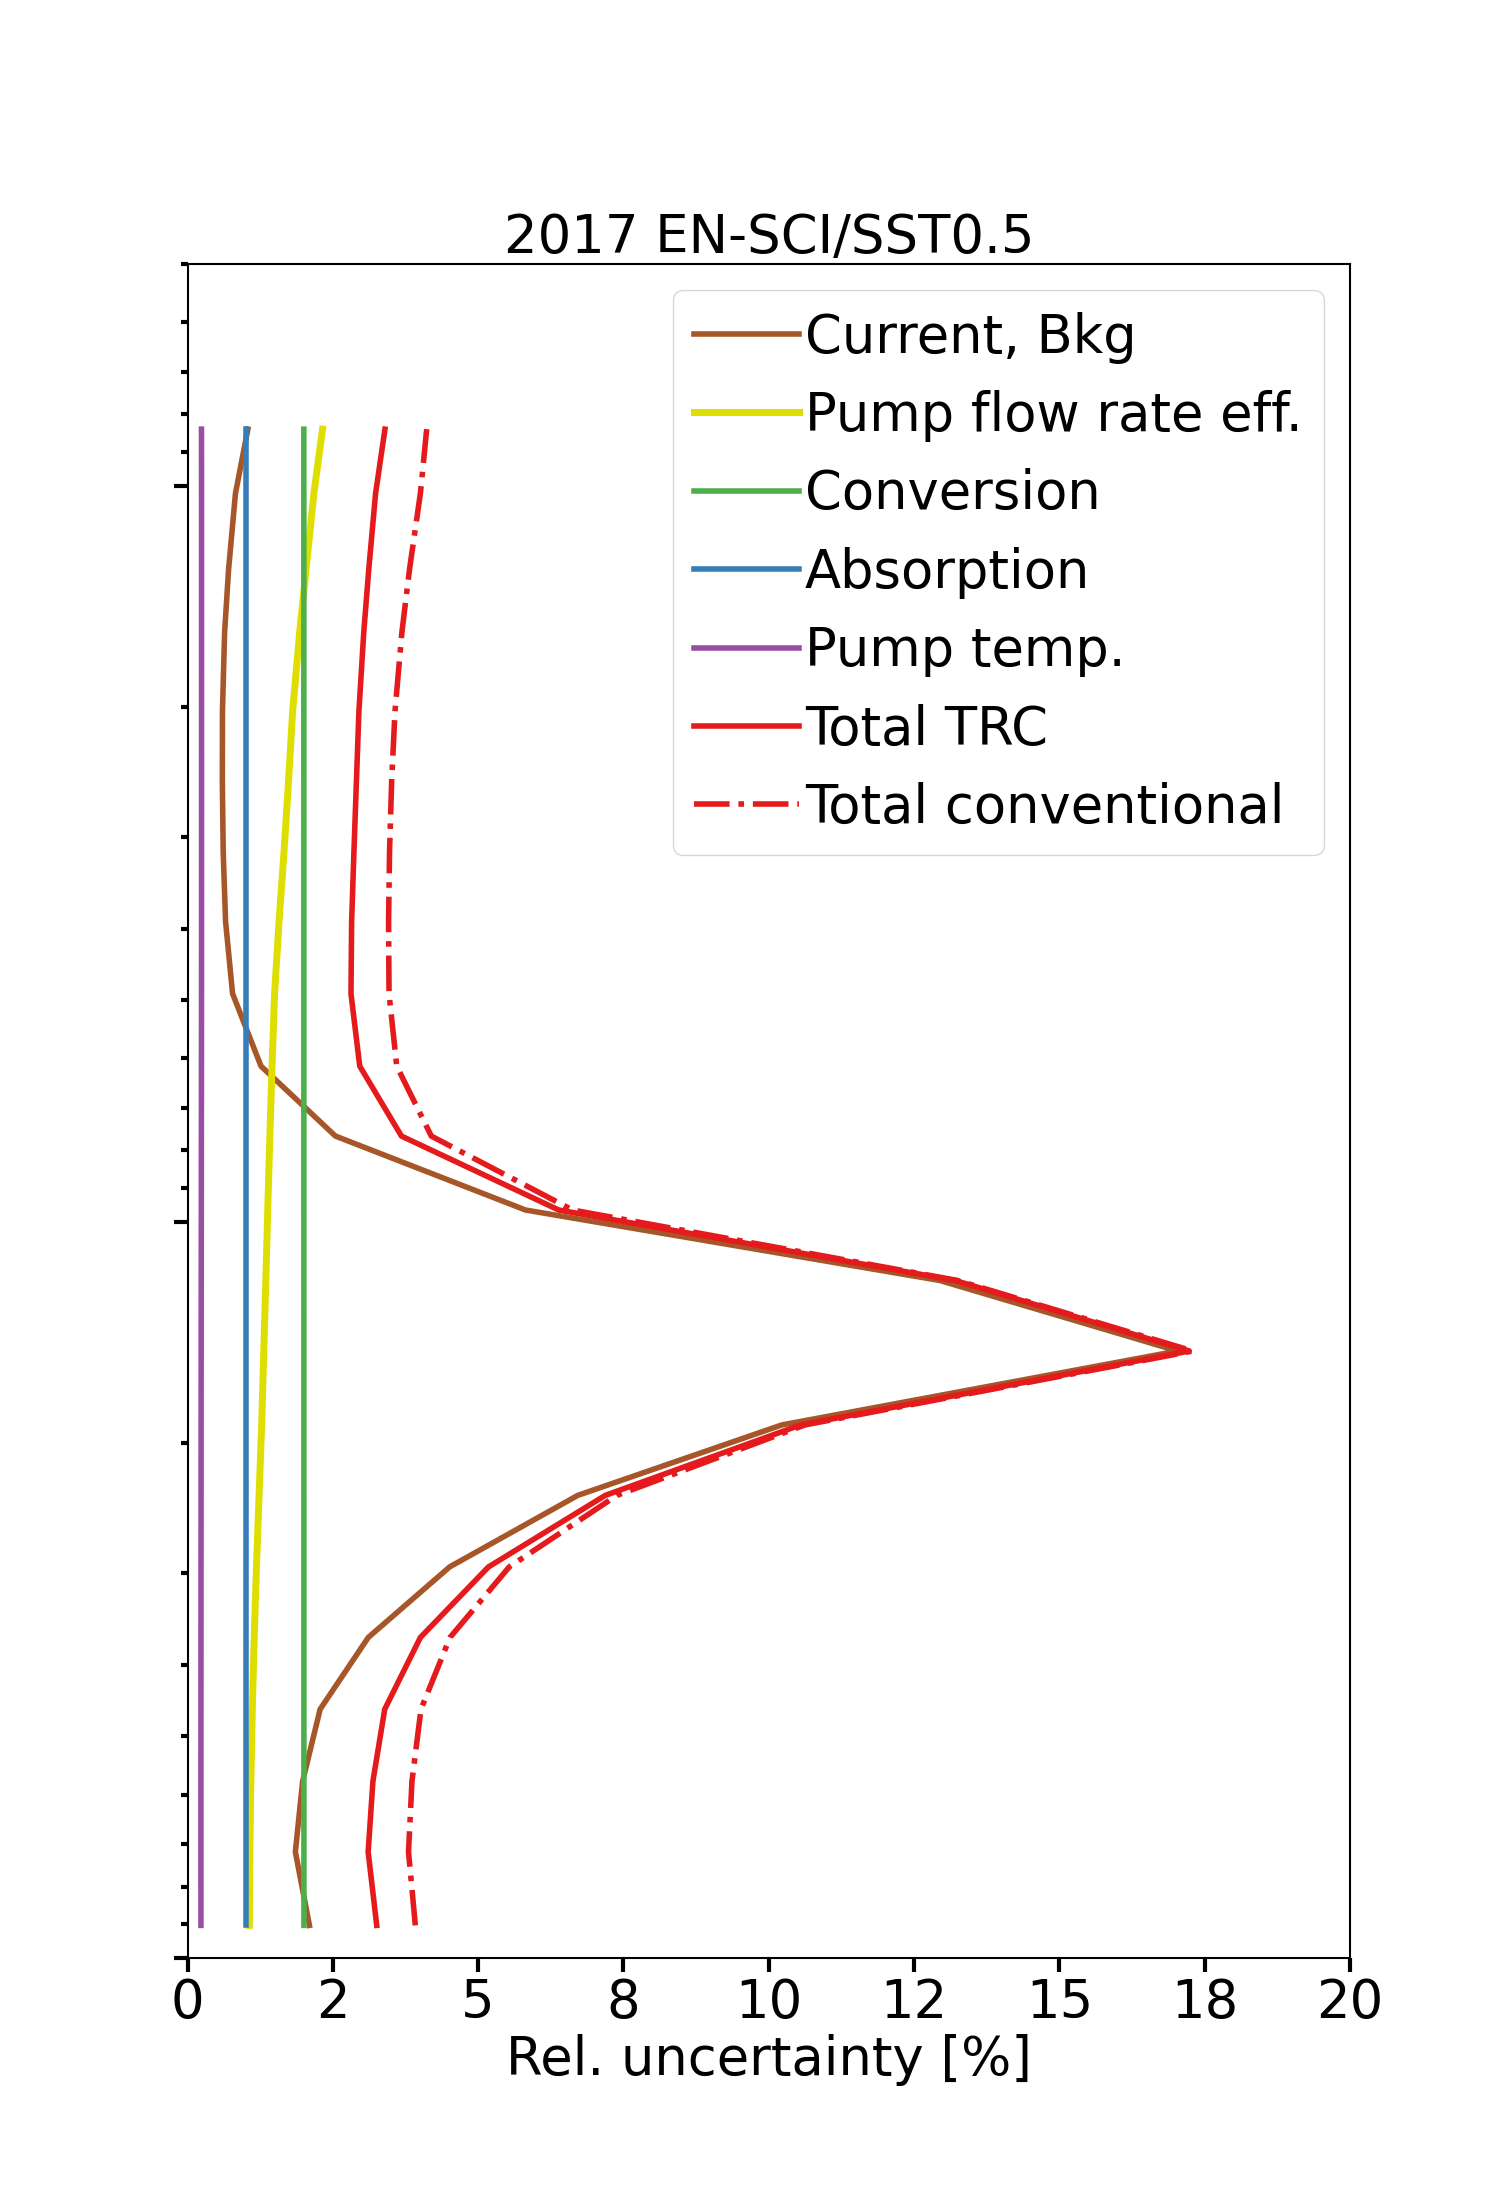 2017 EN-SCI/SST0.5
Current, Bkg
Pump flow rate eff.
Conversion
Absorption
Pump temp.
Total TRC
Total conventional
0 2 5 8 10 12 15 18 20
Rel. uncertainty [%]